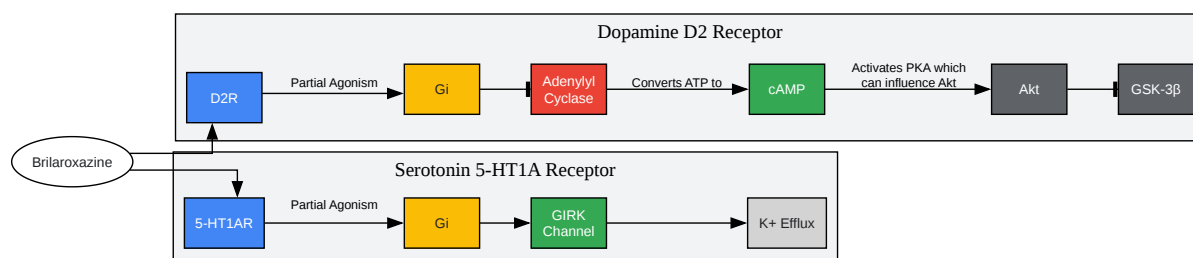 Dopamine D2 Receptor
D2R
Partial Agonism
Gi
Adenylyl
Cyclase
Converts ATP to
cAMP
Activates PKA which
can influence Akt
Akt
GSK-3β
Brilaroxazine
Serotonin 5-HT1A Receptor
5-HT1AR
Partial Agonism
Gi
GIRK
Channel
K+ Efflux